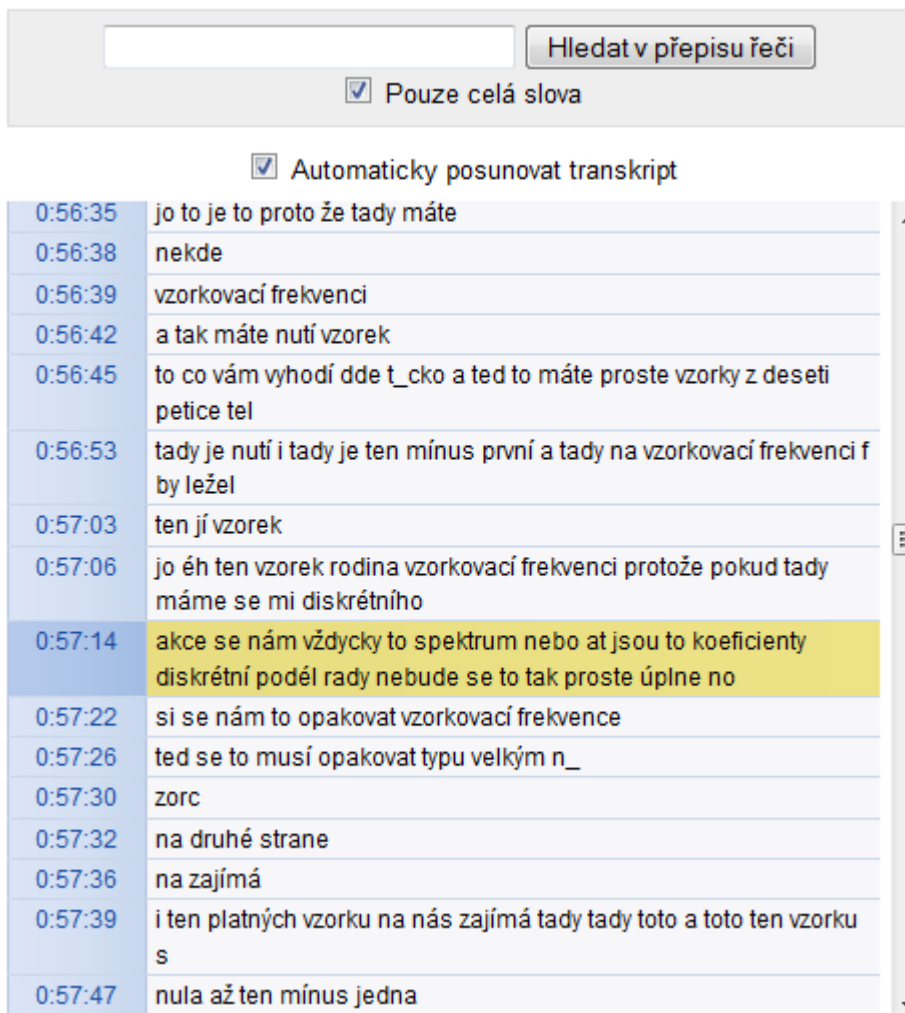 Hledat v přepisu řeči
Pouze celá slova
Automaticky posunovat transkript
0:56:35 jo to je to proto že tady máte
0:56:38 nekde
0:56:39 vzorkovací frekvenci
0:56:42 a tak máte nutí vzorek
0:56:45 to co vám vyhodí dde t_cko a ted to máte proste vzorky z deseti
petice tel
0:56:53 tady je nutí i tady je ten mínus první a tady na vzorkovací frekvenci f
by ležel
0:57:03 ten jí vzorek
0:57:06 jo éh ten vzorek rodina vzorkovací frekvenci protože pokud tady
máme se mi diskrétního
0:57:14 akce se nám vždycky to spektrum nebo at jsou to koeficienty
diskrétní podél rady nebude se to tak proste úplne no
0:57:22 si se nám to opakovat vzorkovací frekvence
0:57:26 ted se to musí opakovat typu velkým n_
0:57:30 zorc
0:57:32 na druhé strane
0:57:36 na zajímá
0:57:39 i ten platných vzorku na nás zajímá tady tady toto a toto ten vzorku
s
0:57:47 nula až ten mínus jedna